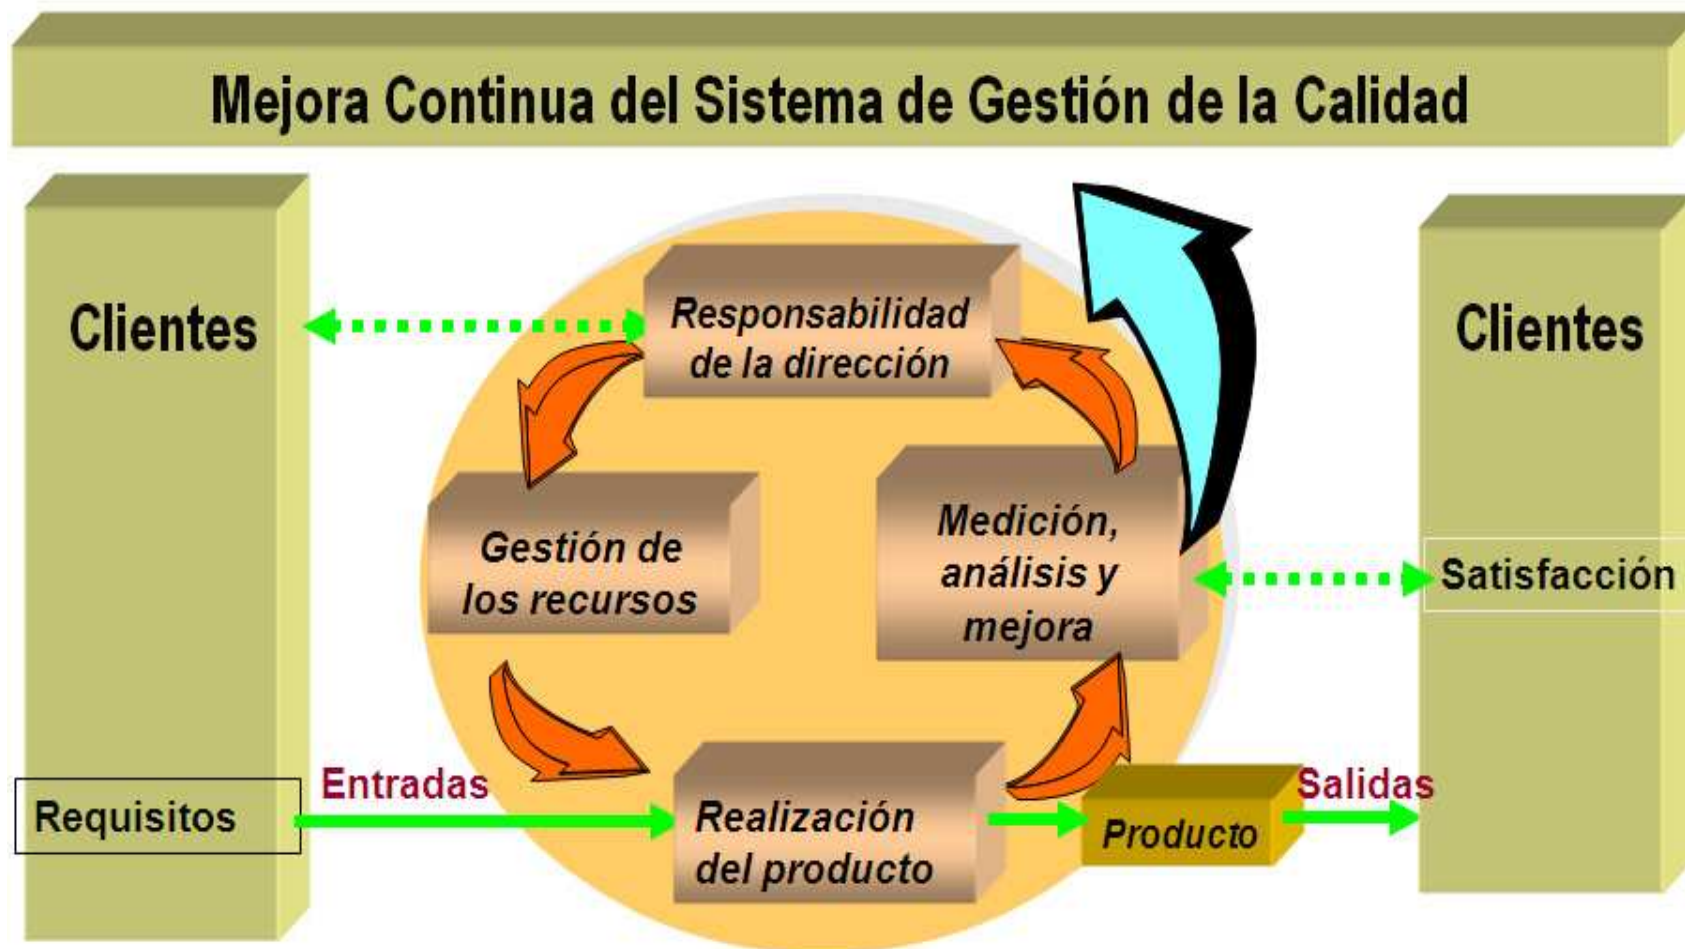 Mejora Continua del Sistema de Gestión de la Calidad
Clientes
Responsabilidad
de la dirección
Clientes
Gestión de
los recursos
Medición,
análisis y
mejora
Satisfacción
Requisitos
Entradas
Realización
del producto
Producto
Salidas